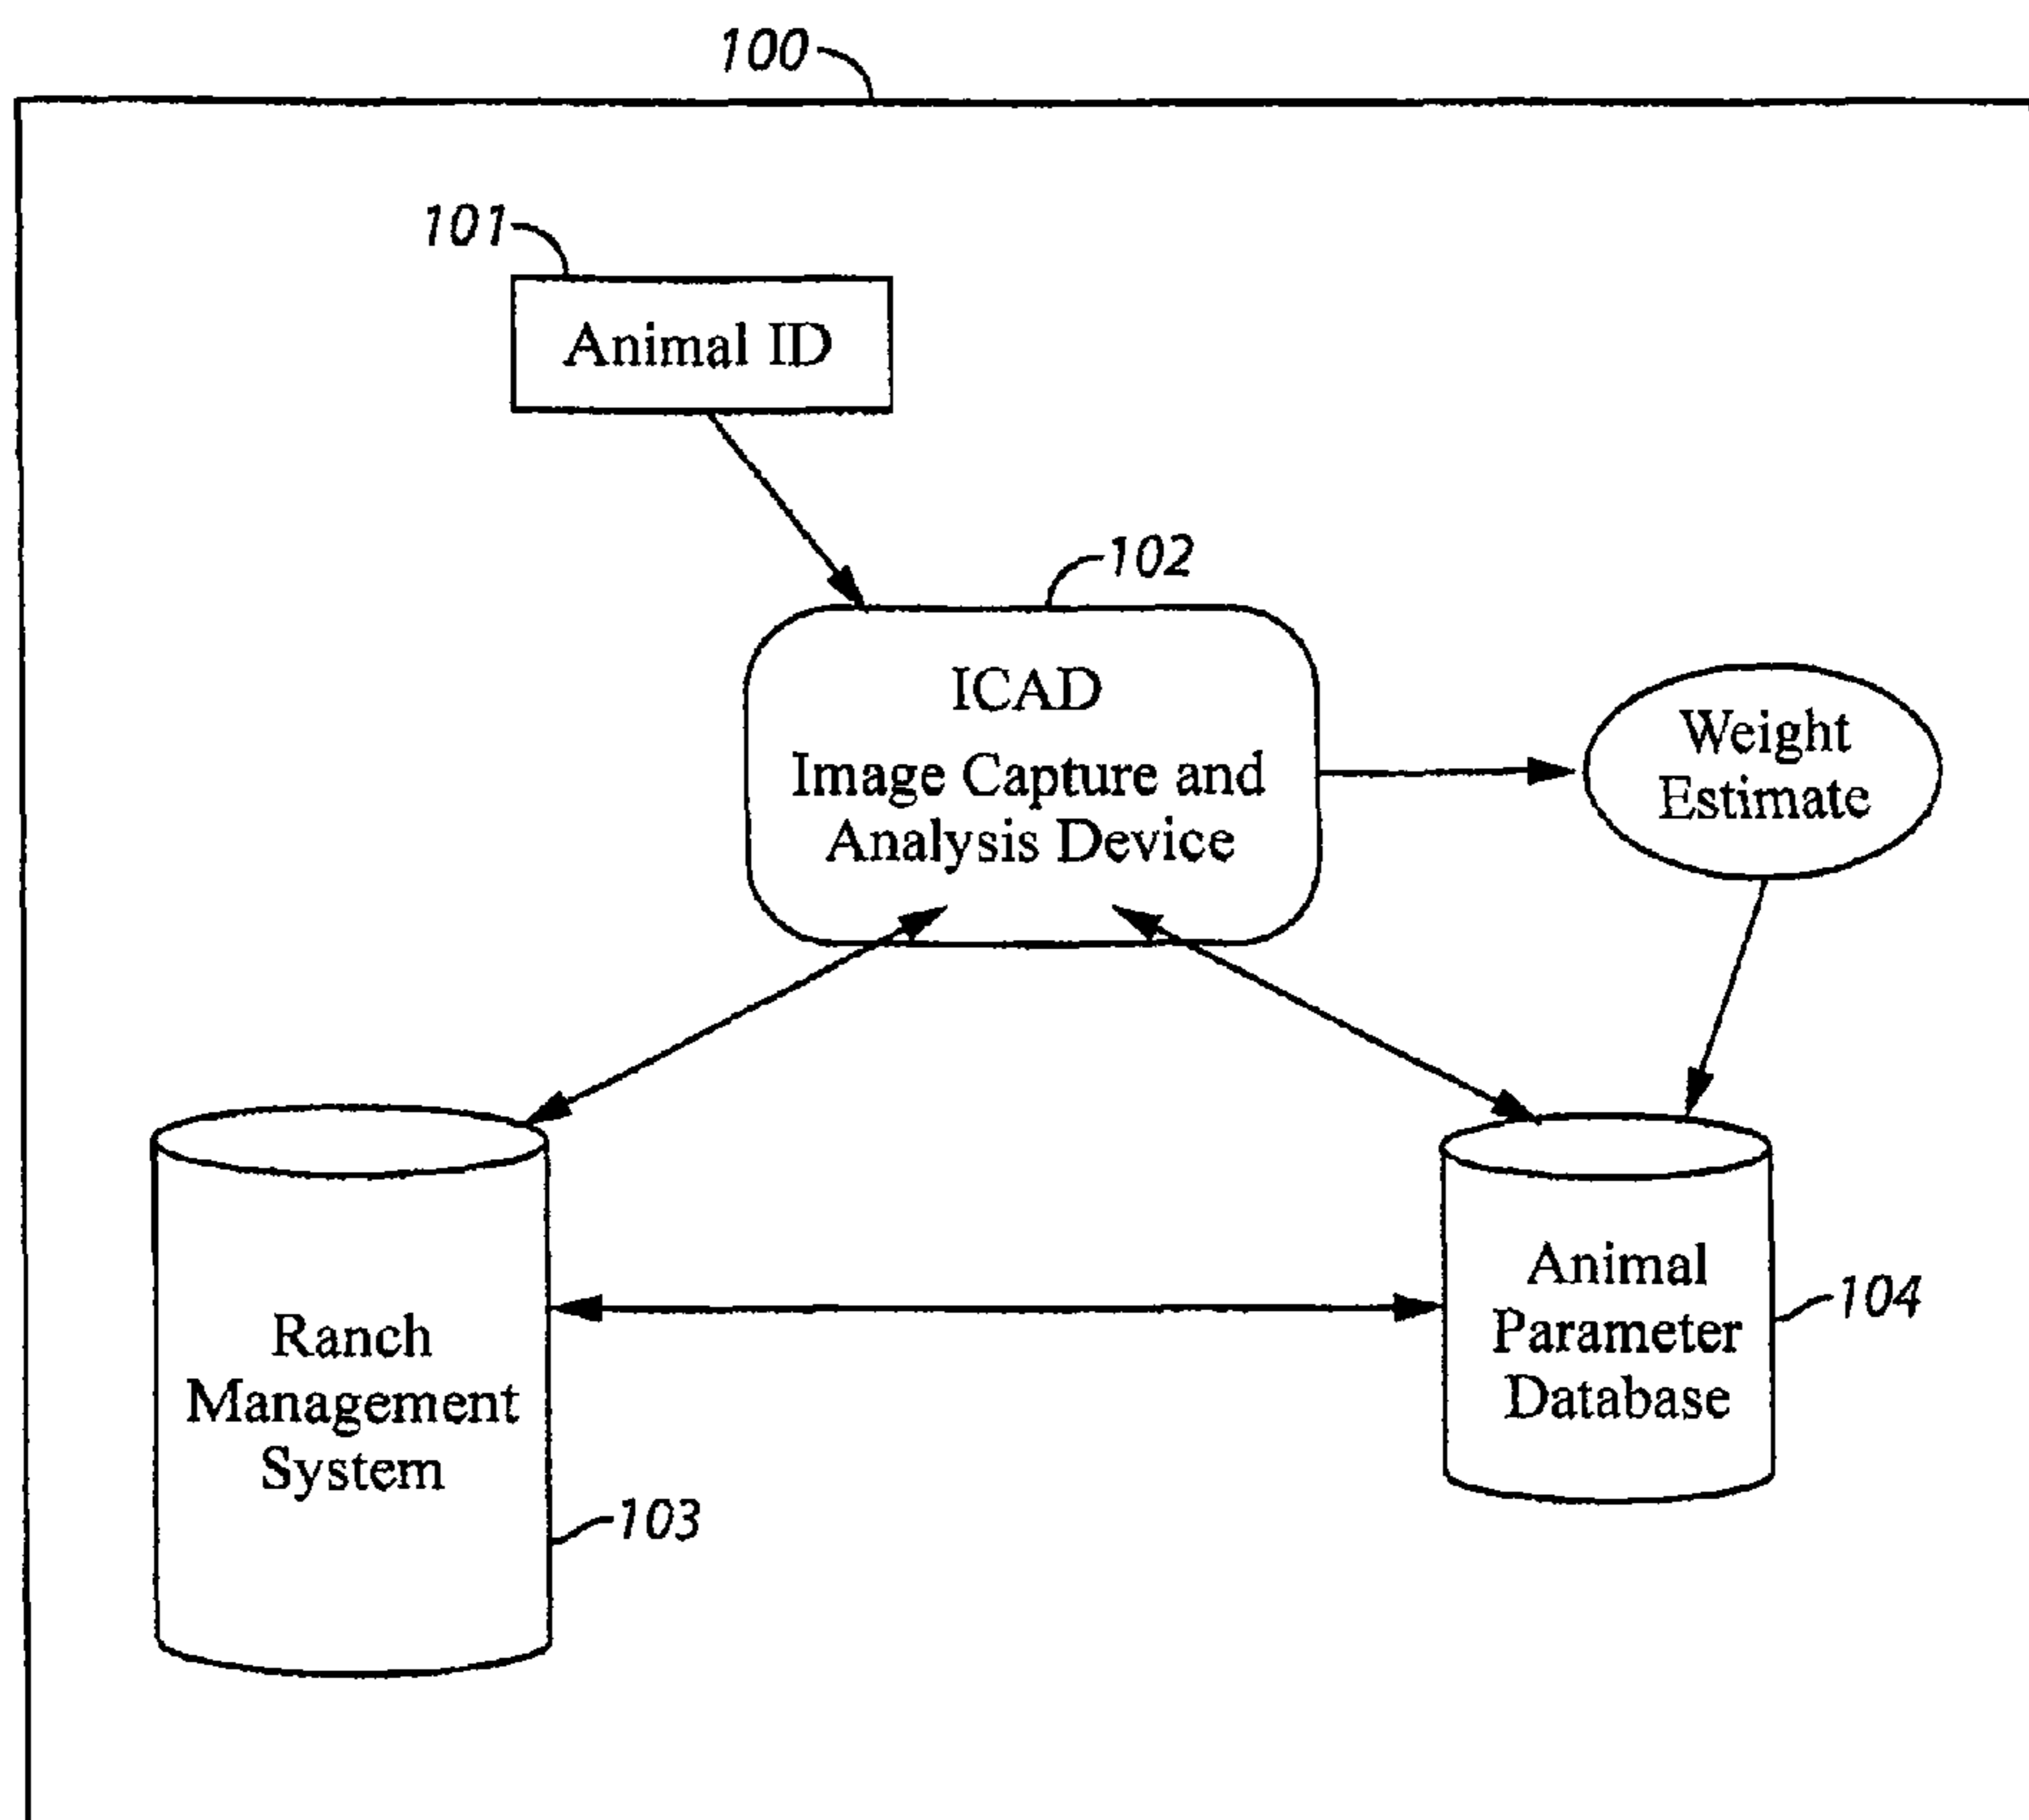 100
101
Animal ID
102
ICAD
Image Capture and
Analysis Device
Weight
Estimate
Ranch
Management
System
103
Animal
Parameter
Database
104